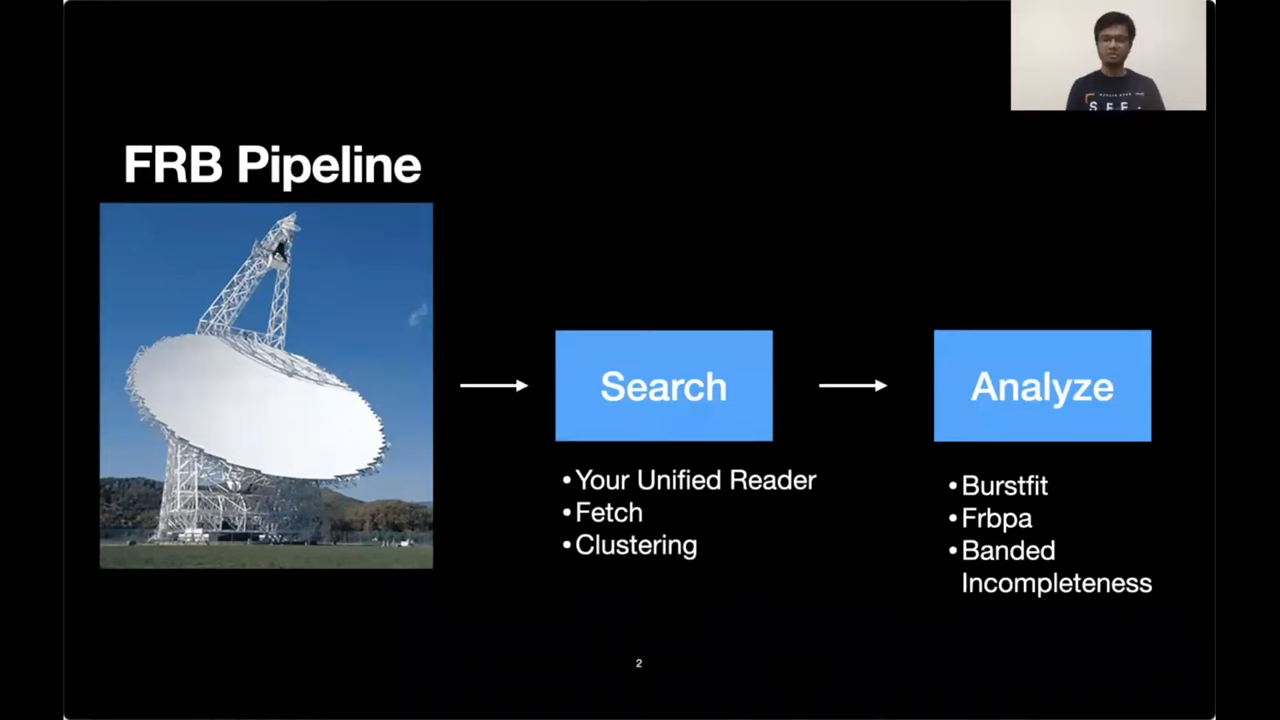 FRB Pipeline
Search
• Your Unified Reader
• Fetch
• Clustering
Analyze
• Burstfit
• Frbpa
• Banded
Incompleteness
2